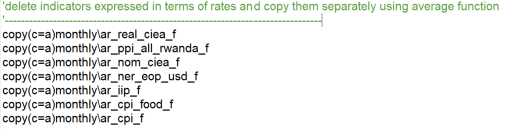 'delete indicators expressed in terms of rates and copy them separately using average function
'------------------------------------------------------------------------------------
copy(c=a)monthly\ar_real_ciea_f
copy(c=a)monthly\ar_ppi_all_rwanda_f
copy(c=a)monthly\ar_nom_ciea_f
copy(c=a)monthly\ar_ner_eop_usd_f
copy(c=a)monthly\ar_iip_f
copy(c=a)monthly\ar_cpi_food_f
copy(c=a)monthly\ar_cpi_f